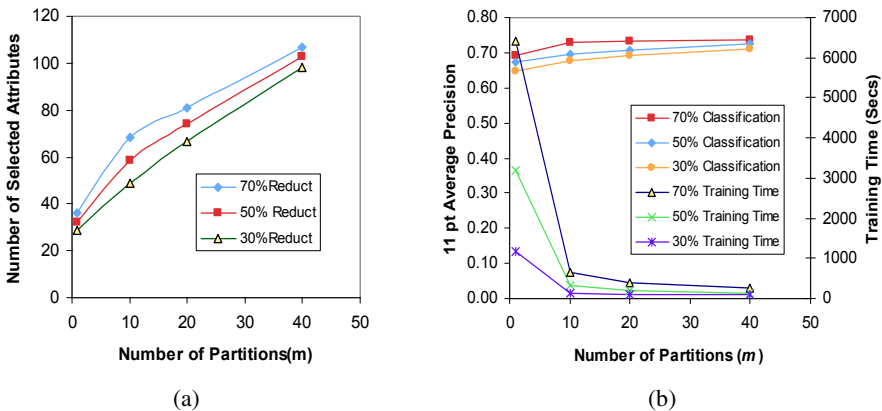 120
100
80
60
40
20
0
0 10 20 30 40 50
Number of Selected Attributes
Number of Partitions(m)
70%Reduct
50% Reduct
30%Reduct
(a)
0.80
0.70
0.60
0.50
0.40
0.30
0.20
0.10
0.00
0 10 20 30 40 50
11 pt Average Precision
Number of Partitions (m)
70% Classification
50% Classification
30% Classification
70% Training Time
50% Training Time
30% Training Time
7000
6000
5000
4000
3000
2000
1000
0
Training Time (Secs)
(b)